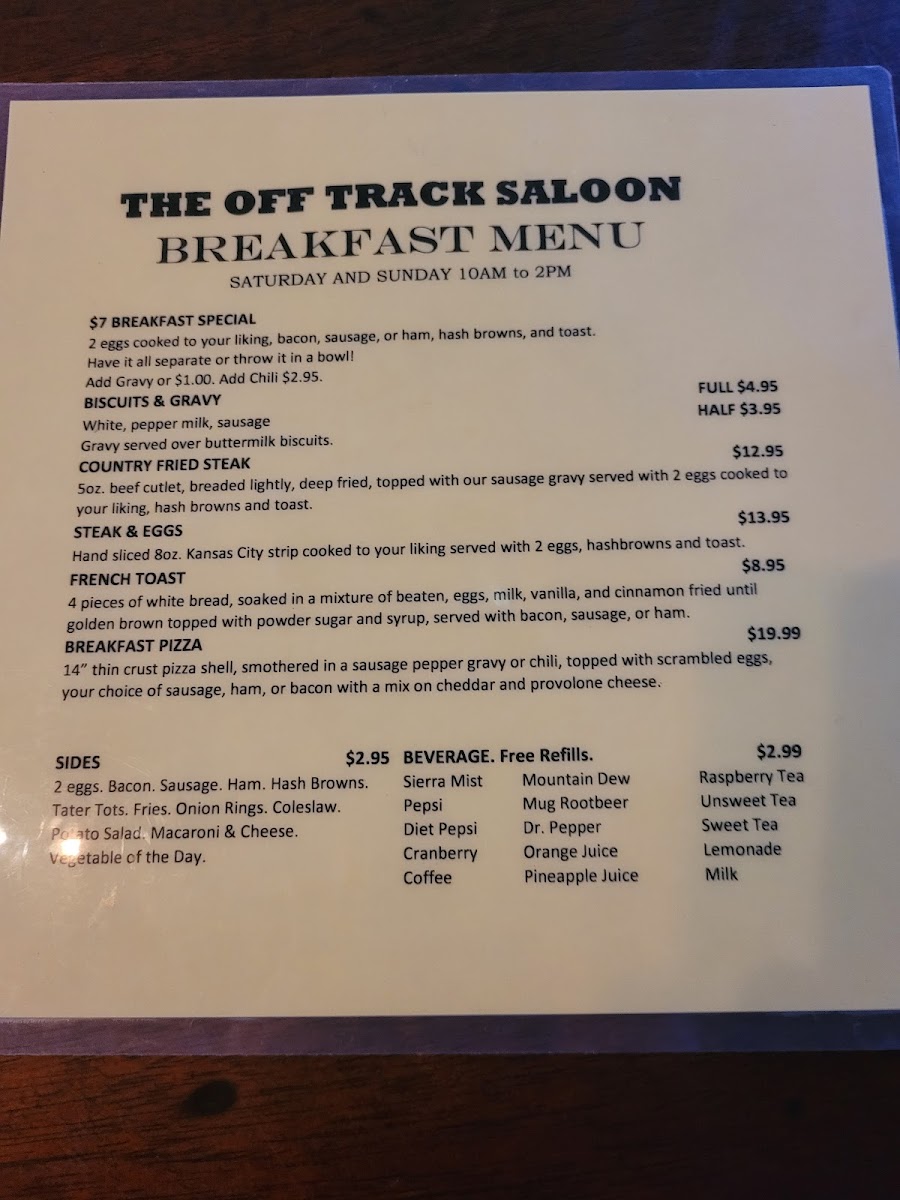 THE OFF TRACK SALOON
BREAKFAST MENU
SATURDAY AND SUNDAY 10AM to 2PM
$7 BREAKFAST SPECIAL
2 eggs cooked to your liking, bacon, sausage, or ham, hash browns, and toast.
Have it all separate or throw it in a bowl!
Add Gravy or $1.00. Add Chili $2.95.
BISCUITS & GRAVY FULL $4.95
White, pepper milk, sausage HALF $3.95
Gravy served over buttermilk biscuits.
COUNTRY FRIED STEAK $12.95
5oz. beef cutlet, breaded lightly, deep fried, topped with our sausage gravy served with 2 eggs cooked to
your liking, hash browns and toast.
STEAK & EGGS $13.95
Hand sliced 8oz. Kansas City strip cooked to your liking served with 2 eggs, hashbrowns and toast.
FRENCH TOAST $8.95
4 pieces of white bread, soaked in a mixture of beaten, eggs, milk, vanilla, and cinnamon fried until
golden brown topped with powder sugar and syrup, served with bacon, sausage, or ham.
BREAKFAST PIZZA $19.99
14” thin crust pizza shell, smothered in a sausage pepper gravy or chili, topped with scrambled eggs,
your choice of sausage, ham, or bacon with a mix on cheddar and provolone cheese.
SIDES $2.95
2 eggs. Bacon. Sausage. Ham. Hash Browns.
Tater Tots. Fries. Onion Rings. Coleslaw.
Potato Salad. Macaroni & Cheese.
Vegetable of the Day.
BEVERAGE. Free Refills. $2.99
Sierra Mist Mountain Dew Raspberry Tea
Pepsi Mug Rootbeer Unsweet Tea
Diet Pepsi Dr. Pepper Sweet Tea
Cranberry Orange Juice Lemonade
Coffee Pineapple Juice Milk